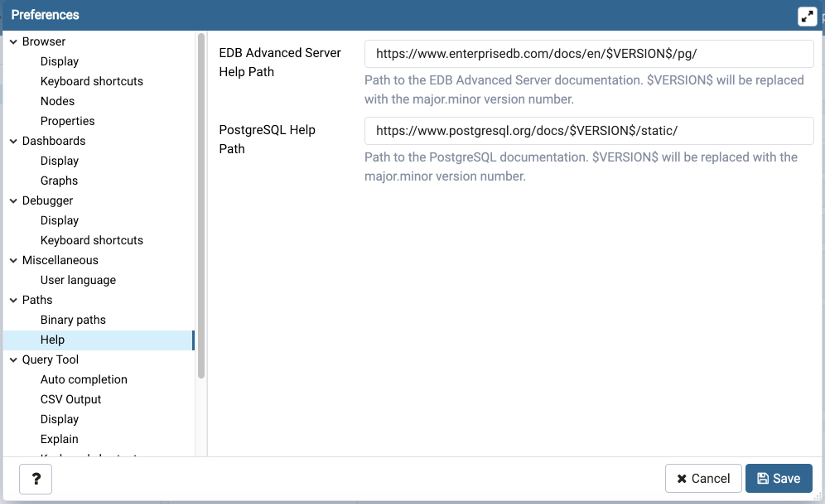 Preferences
Browser
Display
Keyboard shortcuts
Nodes
Properties
Dashboards
Display
Graphs
Debugger
Display
Keyboard shortcuts
Miscellaneous
User language
Paths
Binary paths
Help
Query Tool
Auto completion
CSV Output
Display
Explain
EDB Advanced Server
Help Path
https://www.enterprisedb.com/docs/en/$VERSION$/pg/
Path to the EDB Advanced Server documentation. $VERSION$ will be replaced
with the major.minor version number.
PostgreSQL Help
Path
https://www.postgresql.org/docs/$VERSION$/static/
Path to the PostgreSQL documentation. $VERSION$ will be replaced with the
major.minor version number.
?
Cancel
Save